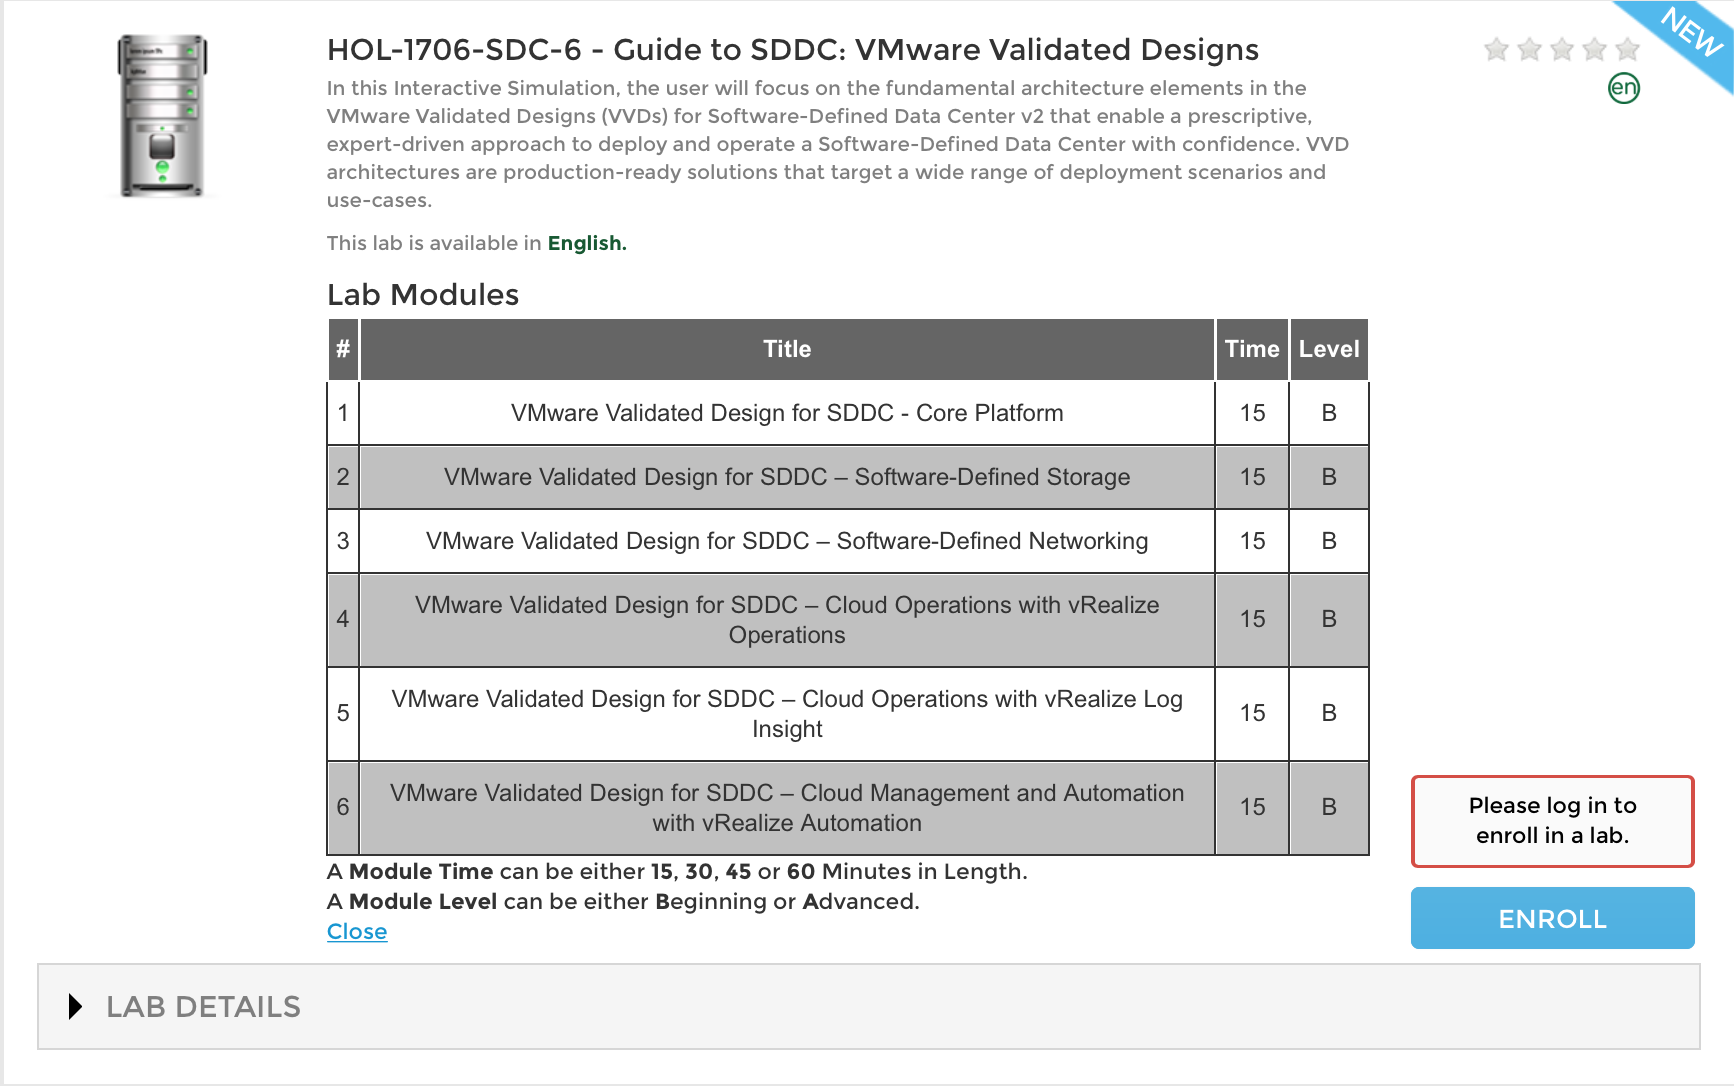 HOL-1706-SDC-6 - Guide to SDDC: VMware Validated Designs
NEW
en
In this Interactive Simulation, the user will focus on the fundamental architecture elements in the
VMware Validated Designs (VVDs) for Software-Defined Data Center v2 that enable a prescriptive,
expert-driven approach to deploy and operate a Software-Defined Data Center with confidence. VVD
architectures are production-ready solutions that target a wide range of deployment scenarios and
use-cases.
This lab is available in English.
Lab Modules
# Title Time Level
1 VMware Validated Design for SDDC - Core Platform 15 B
2 VMware Validated Design for SDDC – Software-Defined Storage 15 B
3 VMware Validated Design for SDDC – Software-Defined Networking 15 B
4 VMware Validated Design for SDDC – Cloud Operations with vRealize
Operations 15 B
5 VMware Validated Design for SDDC – Cloud Operations with vRealize Log
Insight 15 B
6 VMware Validated Design for SDDC – Cloud Management and Automation
with vRealize Automation 15 B
A Module Time can be either 15, 30, 45 or 60 Minutes in Length.
A Module Level can be either Beginning or Advanced.
Close
Please log in to
enroll in a lab.
ENROLL
LAB DETAILS